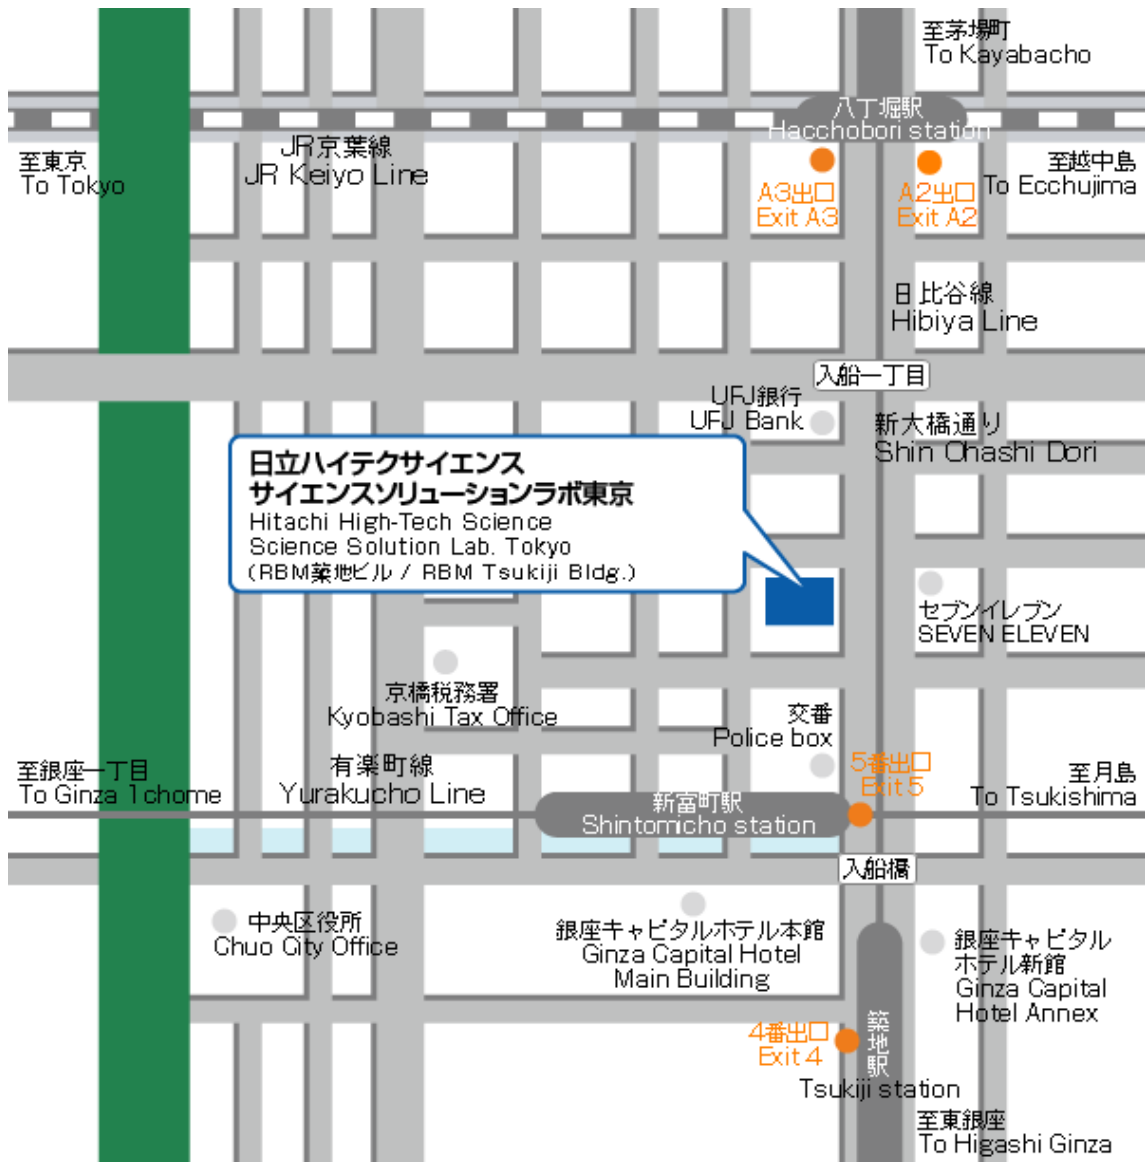 至茅場町
To Kayabacho
八丁堀駅
Hacchobori station
JR京葉線
JR Keiyo Line
至東京
To Tokyo
A3出口
Exit A3
A2出口
Exit A2
至越中島
To Ecchujima
日比谷線
Hibiya Line
入船一丁目
UFJ銀行
UFJ Bank
新大橋通り
Shin Ohashi Dori
日立ハイテクサイエンス
サイエンスソリューションラボ東京
Hitachi High-Tech Science
Science Solution Lab. Tokyo
(RBM築地ビル / RBM Tsukiji Bldg.)
セブンイレブン
SEVEN ELEVEN
京橋税務署
Kyobashi Tax Office
交番
Police box
5番出口
Exit 5
至銀座一丁目
To Ginza 1chome
有楽町線
Yurakucho Line
新富町駅
Shintomicho station
至月島
To Tsukishima
入船橋
中央区役所
Chuo City Office
銀座キャピタルホテル本館
Ginza Capital Hotel
Main Building
銀座キャピタル
ホテル新館
Ginza Capital
Hotel Annex
4番出口
Exit 4
築地駅
Tsukiji station
至東銀座
To Higashi Ginza